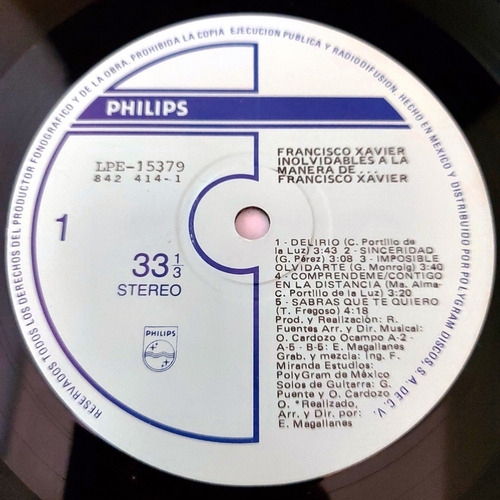 RESERVADOS TODOS LOS DERECHOS DEL PRODUCTOR FONOGRAFICO Y DE LA OBRA. PROHIBIDA LA COPIA EJECUCION PUBLICA Y RADIODIFUSION. HECHO EN MEXICO Y DISTRIBUIDO POR POLYGRAM DISCOS S.A. DE C.V.
PHILIPS
LPE-15379
842 414-1
1
33 1/3
STEREO
PHILIPS
FRANCISCO XAVIER
INOLVIDABLES A LA
MANERA DE...
FRANCISCO XAVIER
1 - DELIRIO (C. Portillo de
la Luz) 3:43 2 - SINCERIDAD
(G. Pérez) 3:08 3 - IMPOSIBLE
OLVIDARTE (G. Monroig) 3:40
4 - COMPRENDEME/CONTIGO
EN LA DISTANCIA (Ma. Alma-
C. Portillo de la Luz) 3:20
5 - SABRAS QUE TE QUIERO
(T. Fregoso) 4:18
Prod. y Realización: R.
Fuentes Arr. y Dir. Musical:
O. Cardozo Ocampo A-2 -
A-5 - B-5: E. Magallanes
Grab. y mezcla: Ing. F.
Miranda Estudios:
PolyGram de México
Solos de Guitarra: G.
Puente y O. Cardozo
O. *Realizado,
Arr. y Dir. por:
E. Magallanes